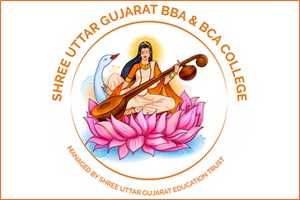 SHREE UTTAR GUJARAT BBA & BCA COLLEGE
MANAGED BY SHREE UTTAR GUJARAT EDUCATION TRUST